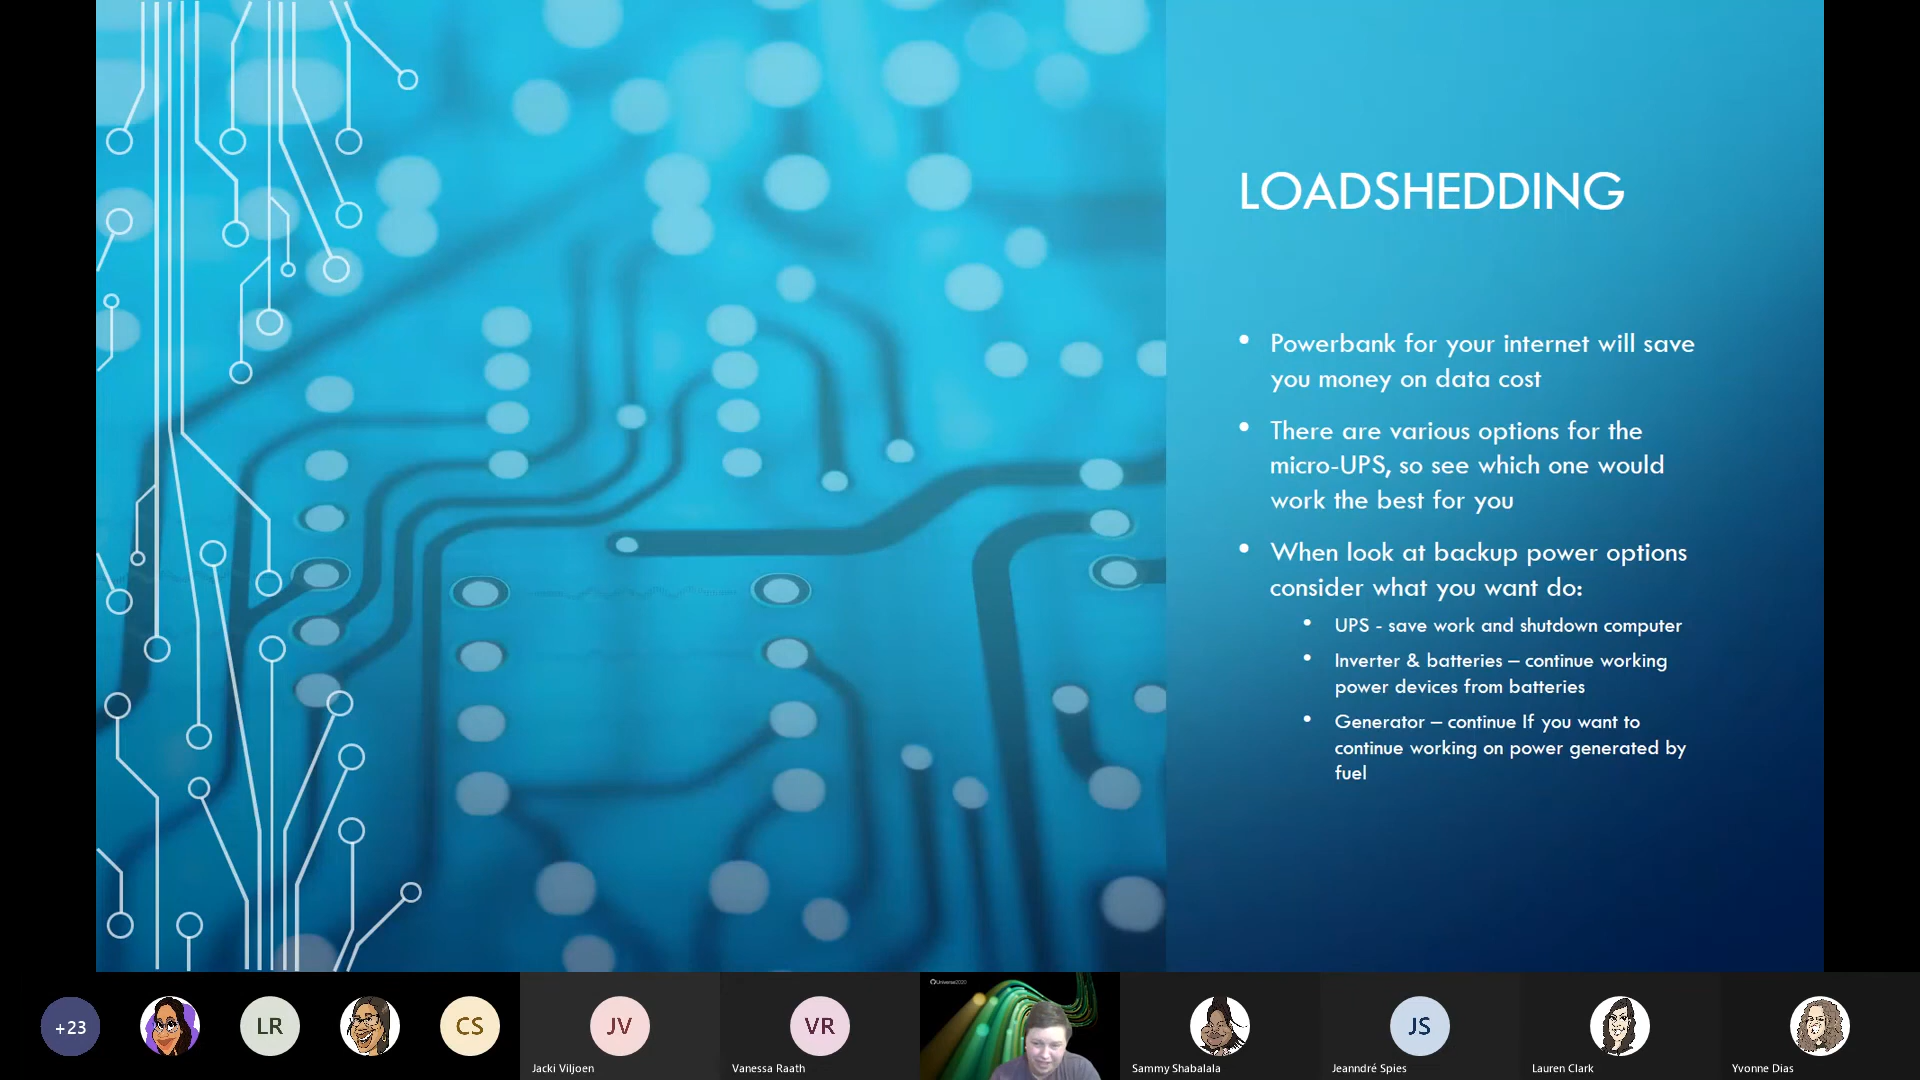 LOADSHEDDING
• Powerbank for your internet will save
you money on data cost
• There are various options for the
micro-UPS, so see which one would
work the best for you
• When look at backup power options
consider what you want do:
• UPS - save work and shutdown computer
• Inverter & batteries – continue working
power devices from batteries
• Generator – continue If you want to
continue working on power generated by
fuel
+23
LR
CS
JV
Jacki Viljoen
VR
Vanessa Raath
Universe2020
Sammy Shabalala
JS
Jeanndré Spies
Lauren Clark
Yvonne Dias